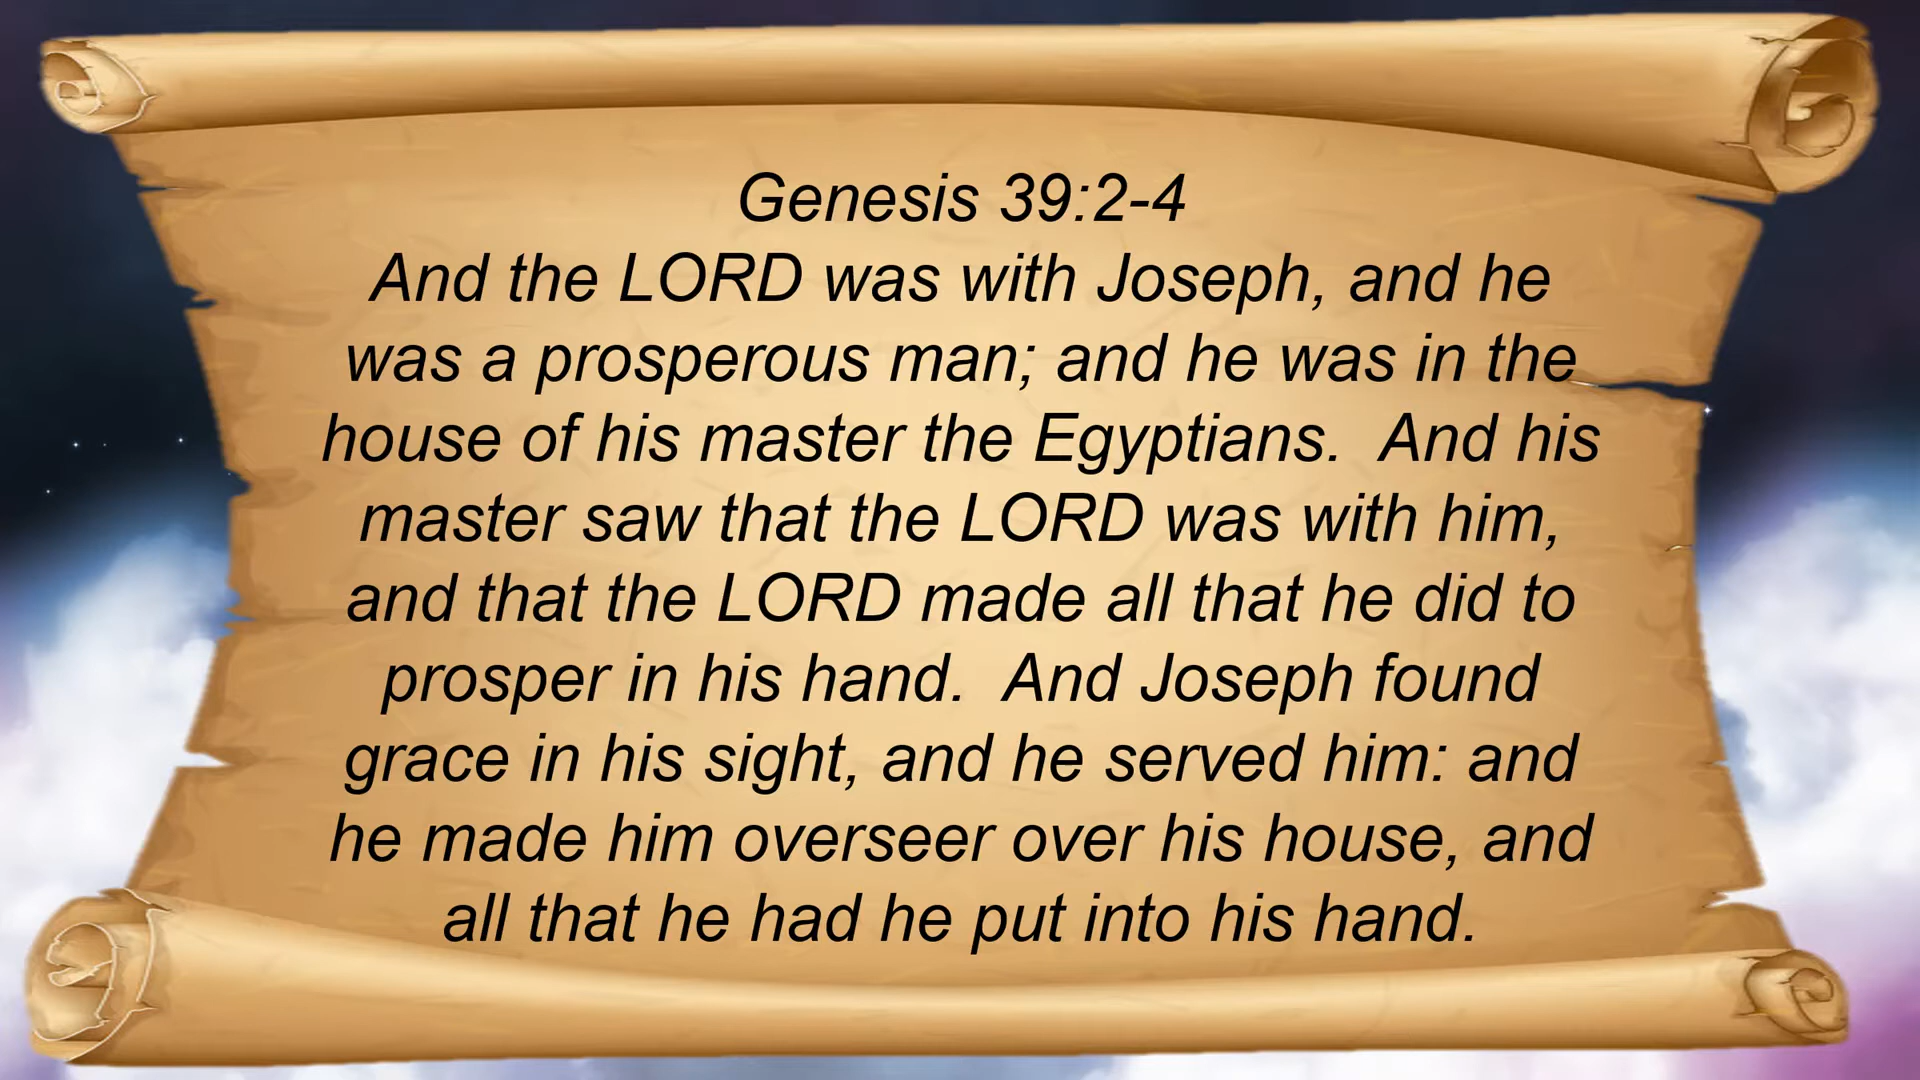 Genesis 39:2-4
And the LORD was with Joseph, and he
was a prosperous man; and he was in the
house of his master the Egyptians.  And his
master saw that the LORD was with him,
and that the LORD made all that he did to
prosper in his hand.  And Joseph found
grace in his sight, and he served him: and
he made him overseer over his house, and
all that he had he put into his hand.